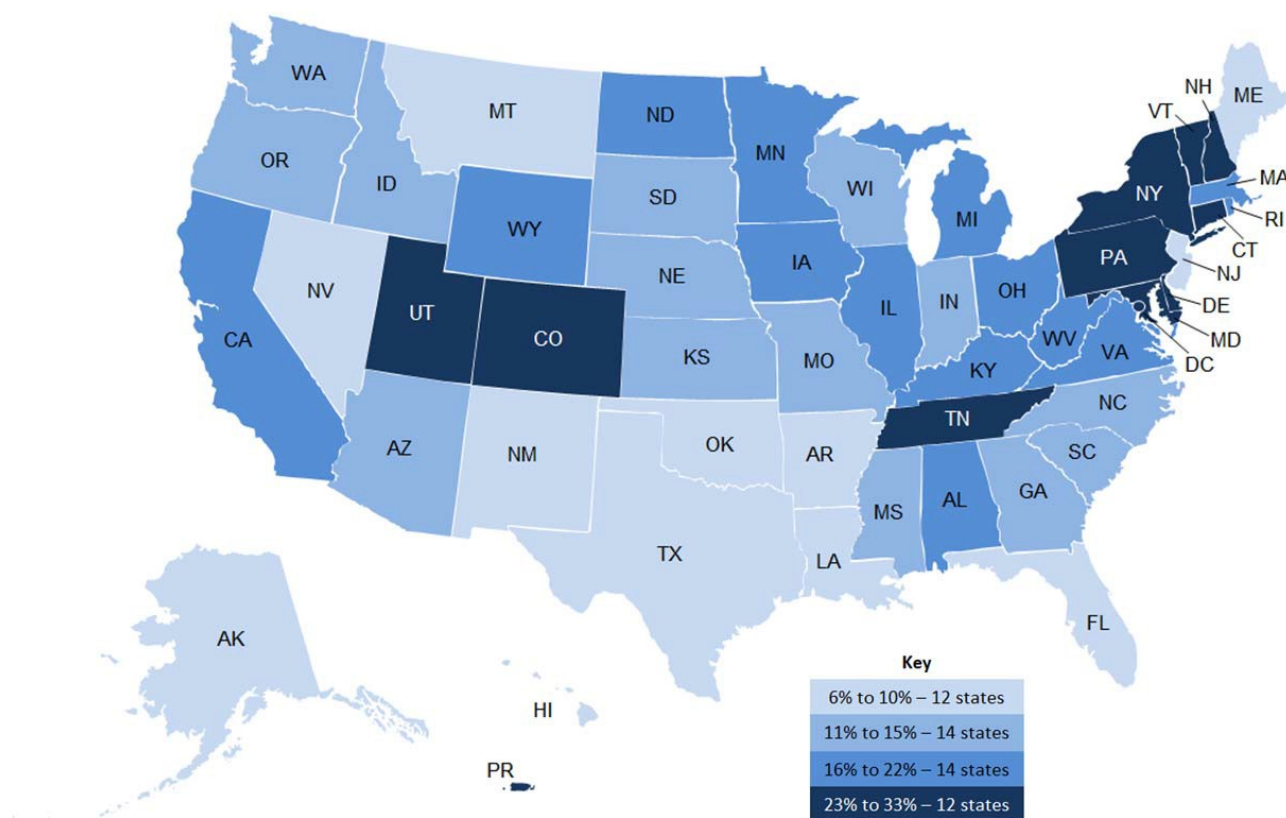 WA
MT
ND
MN
NH
ME
VT
OR
ID
SD
WI
MI
NY
MA
RI
WY
CT
NE
IA
PA
NJ
NV
UT
CO
IL
IN
OH
DE
CA
KS
MO
KY
WV
VA
MD
DC
TN
NC
AZ
NM
OK
AR
SC
MS
AL
GA
TX
LA
FL
AK
HI
PR
Key
6% to 10% – 12 states
11% to 15% – 14 states
16% to 22% – 14 states
23% to 33% – 12 states